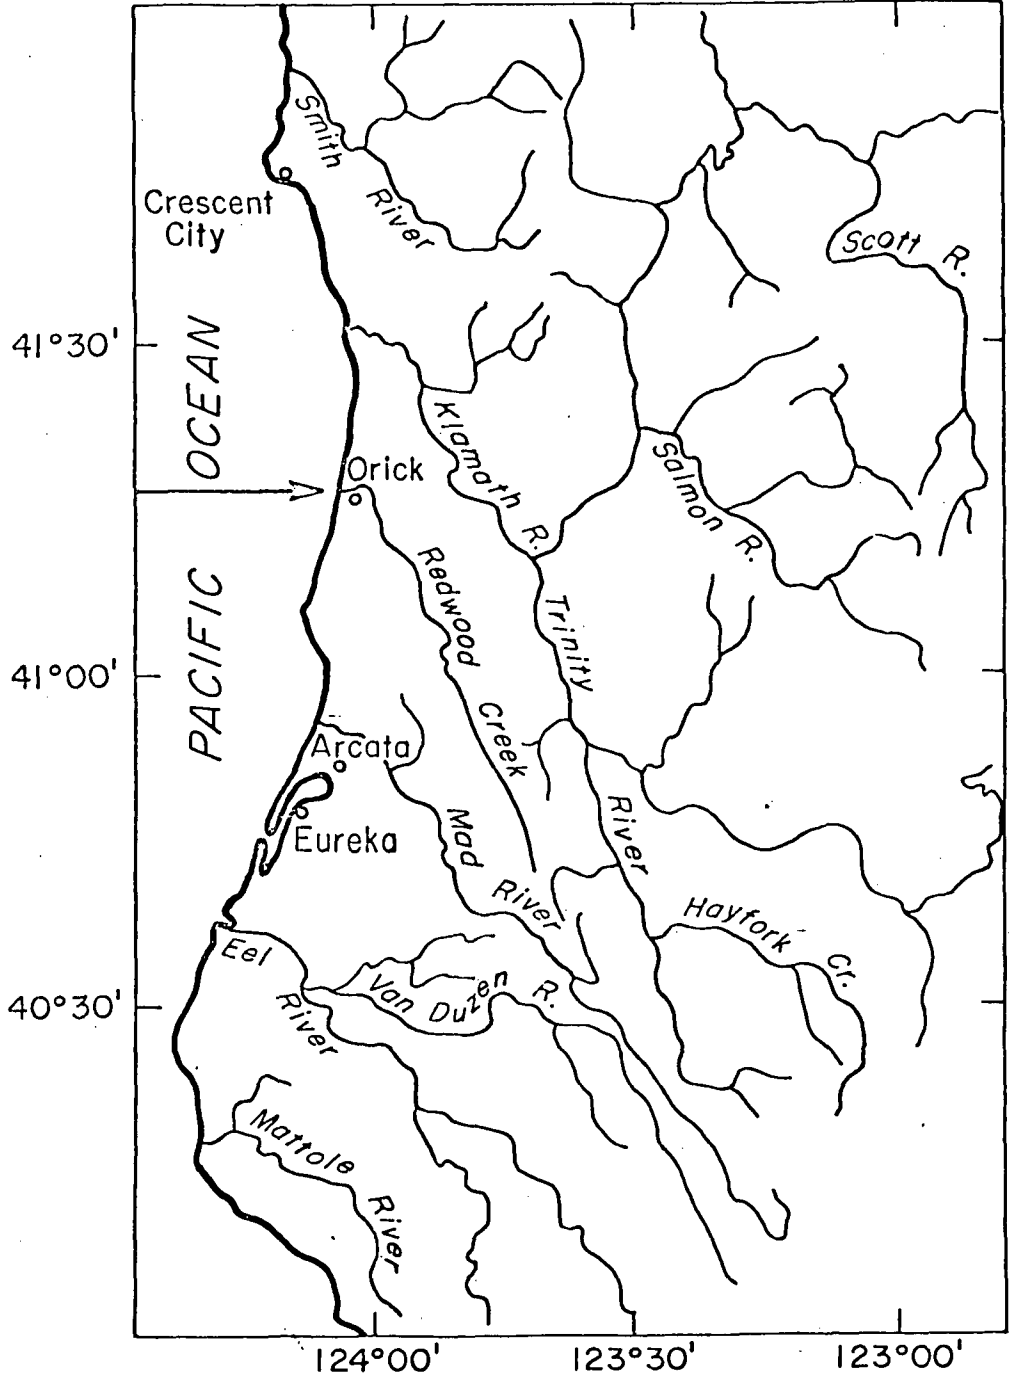 Smith
River
Crescent
City
Scott R.
41°30'
PACIFIC OCEAN
Klamath R.
Orick
Salmon R.
Redwood
Creek
Trinity
River
41°00'
Arcata
Eureka
Mad
River
Hayfork
Cr.
Eel
River
Van Duzen R.
40°30'
Mattole
River
124°00'
123°30'
123°00'